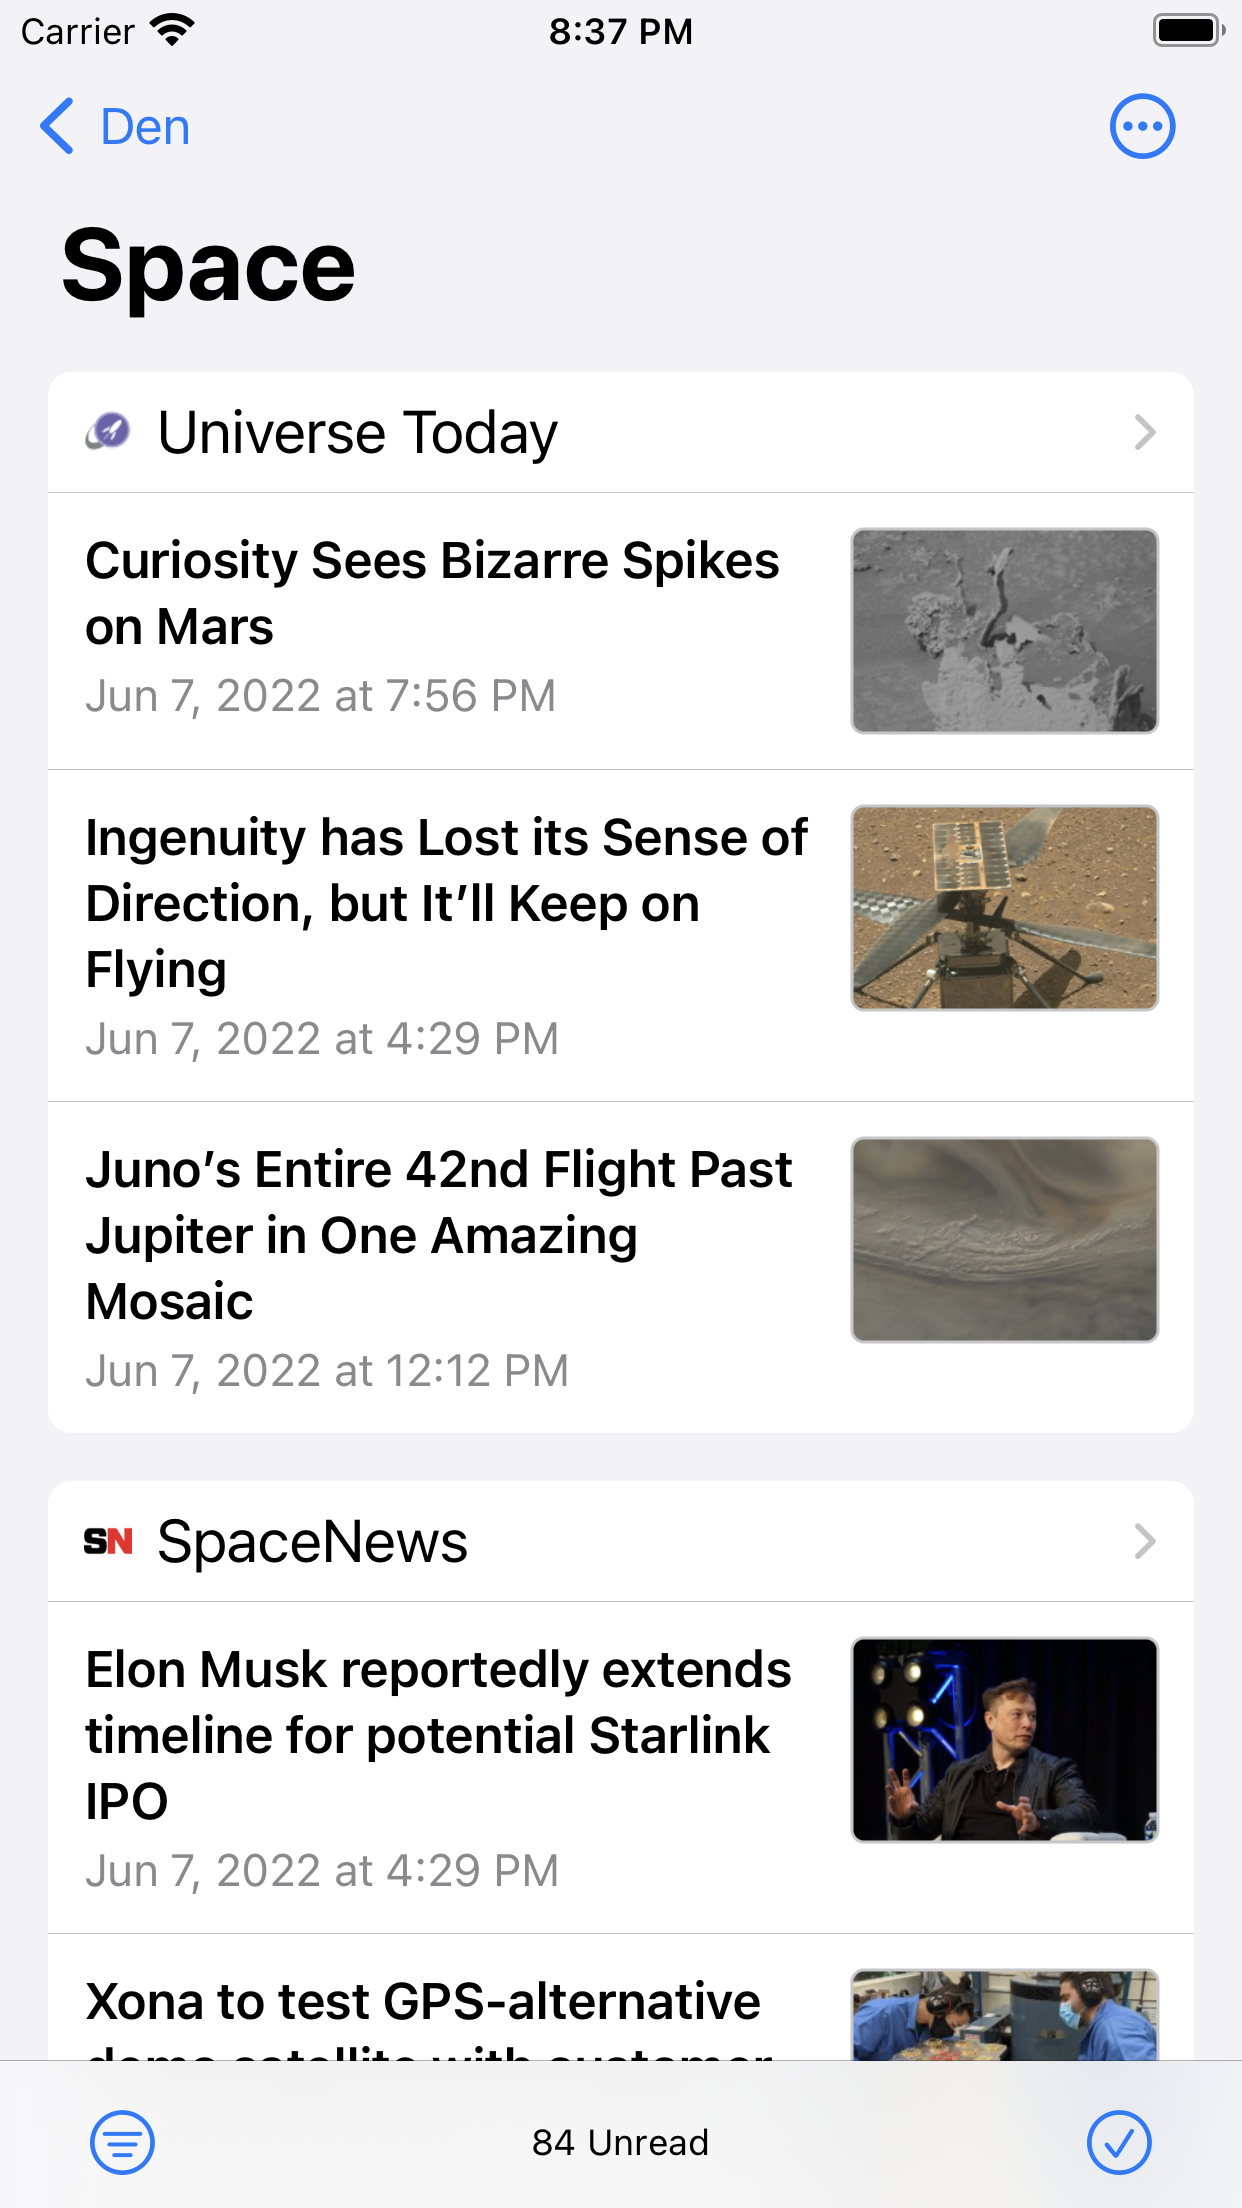 Carrier 8:37 PM
Den
Space
Universe Today
Curiosity Sees Bizarre Spikes
on Mars
Jun 7, 2022 at 7:56 PM
Ingenuity has Lost its Sense of
Direction, but It’ll Keep on
Flying
Jun 7, 2022 at 4:29 PM
Juno’s Entire 42nd Flight Past
Jupiter in One Amazing
Mosaic
Jun 7, 2022 at 12:12 PM
SN SpaceNews
Elon Musk reportedly extends
timeline for potential Starlink
IPO
Jun 7, 2022 at 4:29 PM
Xona to test GPS-alternative
demo satellite with customer
84 Unread